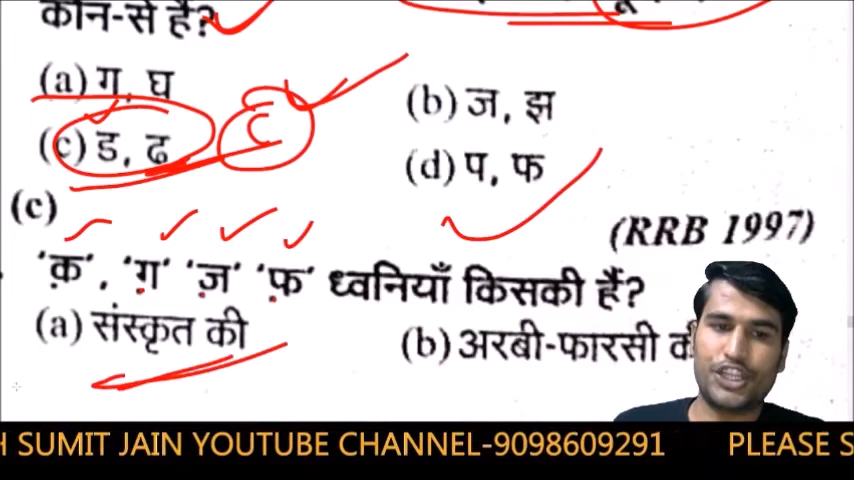 कौन-से हैं?
(a) ग, घ
(b) ज, झ
(c) ड, ढ
C
(d) प, फ
(c)
(RRB 1997)
'क़', 'ग़' 'ज़' 'फ़' ध्वनियाँ किसकी हैं?
(a) संस्कृत की
(b) अरबी-फारसी
H SUMIT JAIN YOUTUBE CHANNEL-9098609291 PLEASE S